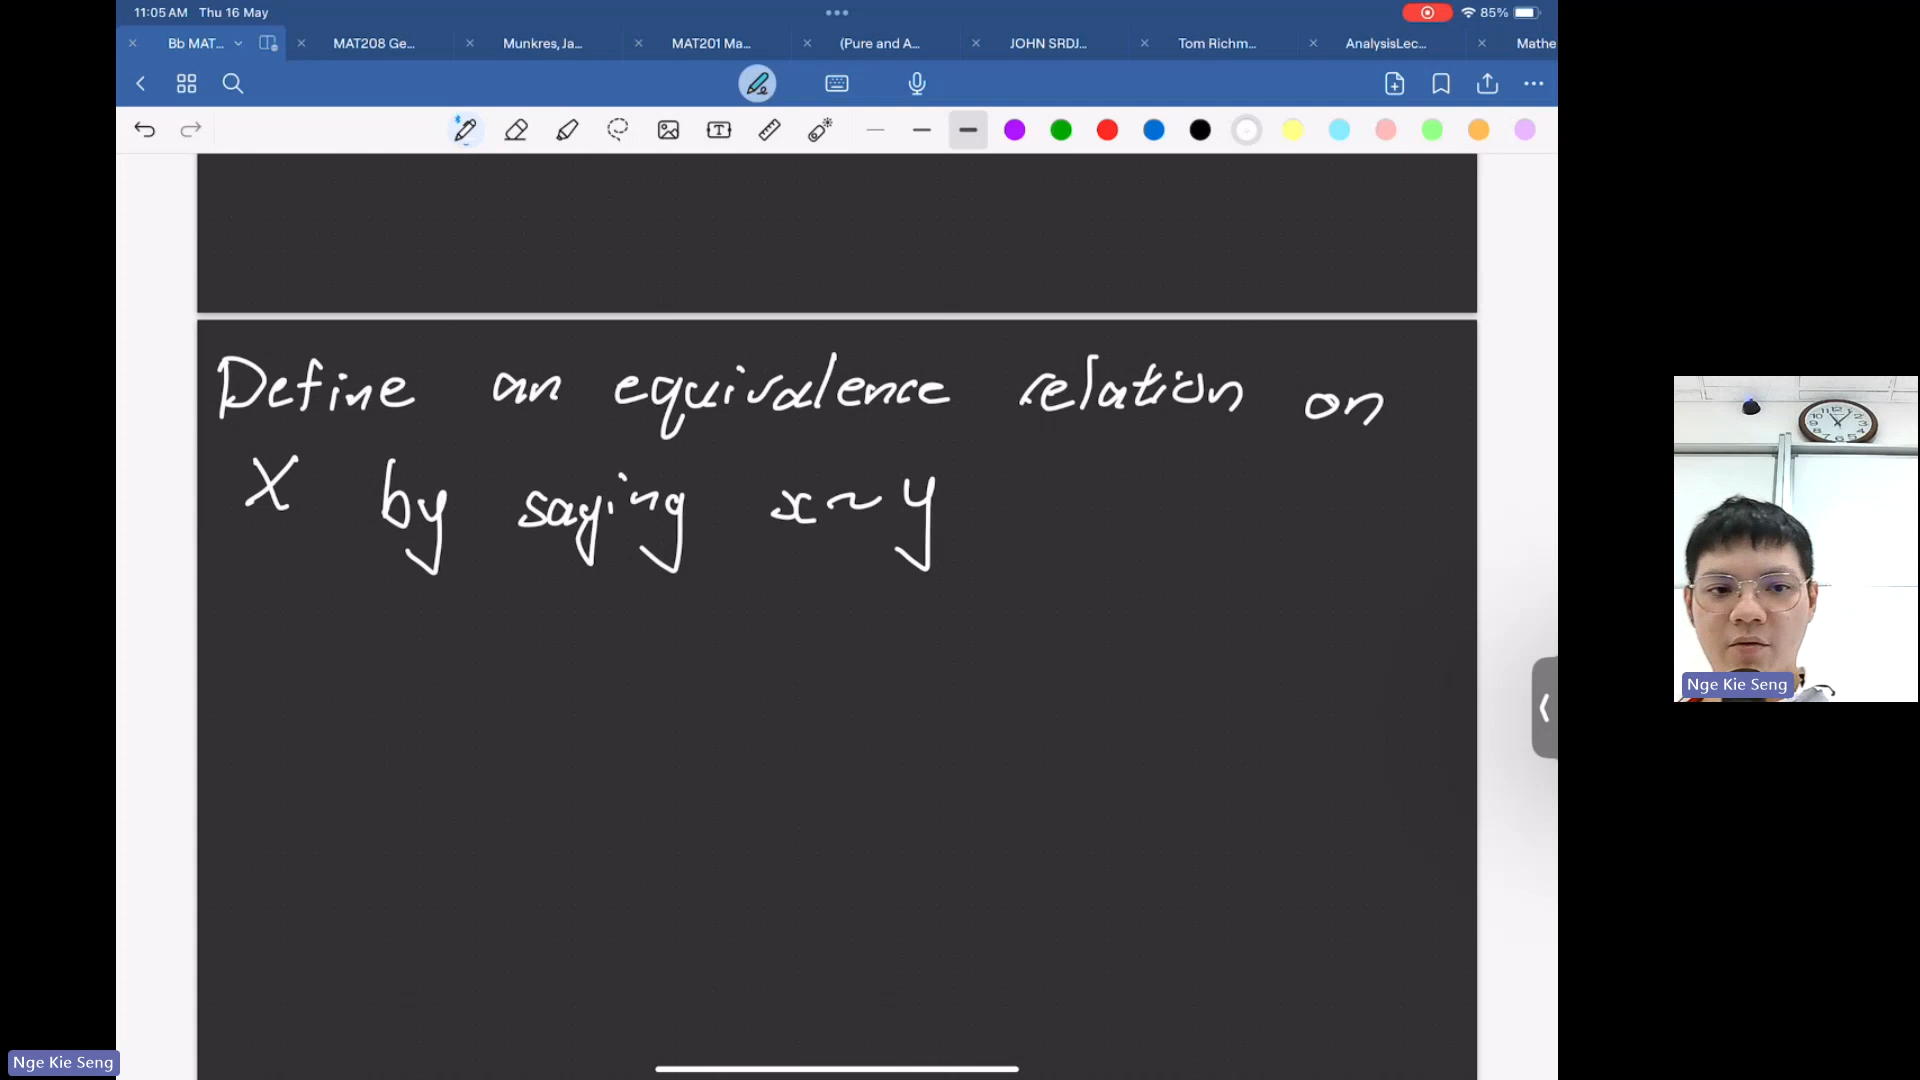 11:05 AM Thu 16 May
85%
Bb MAT...
MAT208 Ge...
Munkres, Ja...
MAT201 Ma...
(Pure and A...
JOHN SRDJ...
Tom Richm...
AnalysisLec...
Mathe
Define an equivalence relation on
X by saying x ~ y
Nge Kie Seng
Nge Kie Seng